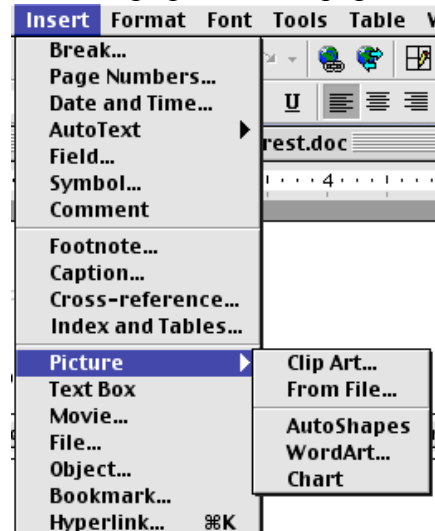 Insert Format Font Tools Table
Break...
Page Numbers...
Date and Time...
U
AutoText
rest.doc
Field...
Symbol...
4
Comment
Footnote...
Caption...
Cross-reference...
Index and Tables...
Picture
Clip Art...
Text Box
From File...
Movie...
AutoShapes
File...
WordArt...
Object...
Chart
Bookmark...
Hyperlink... ⌘K